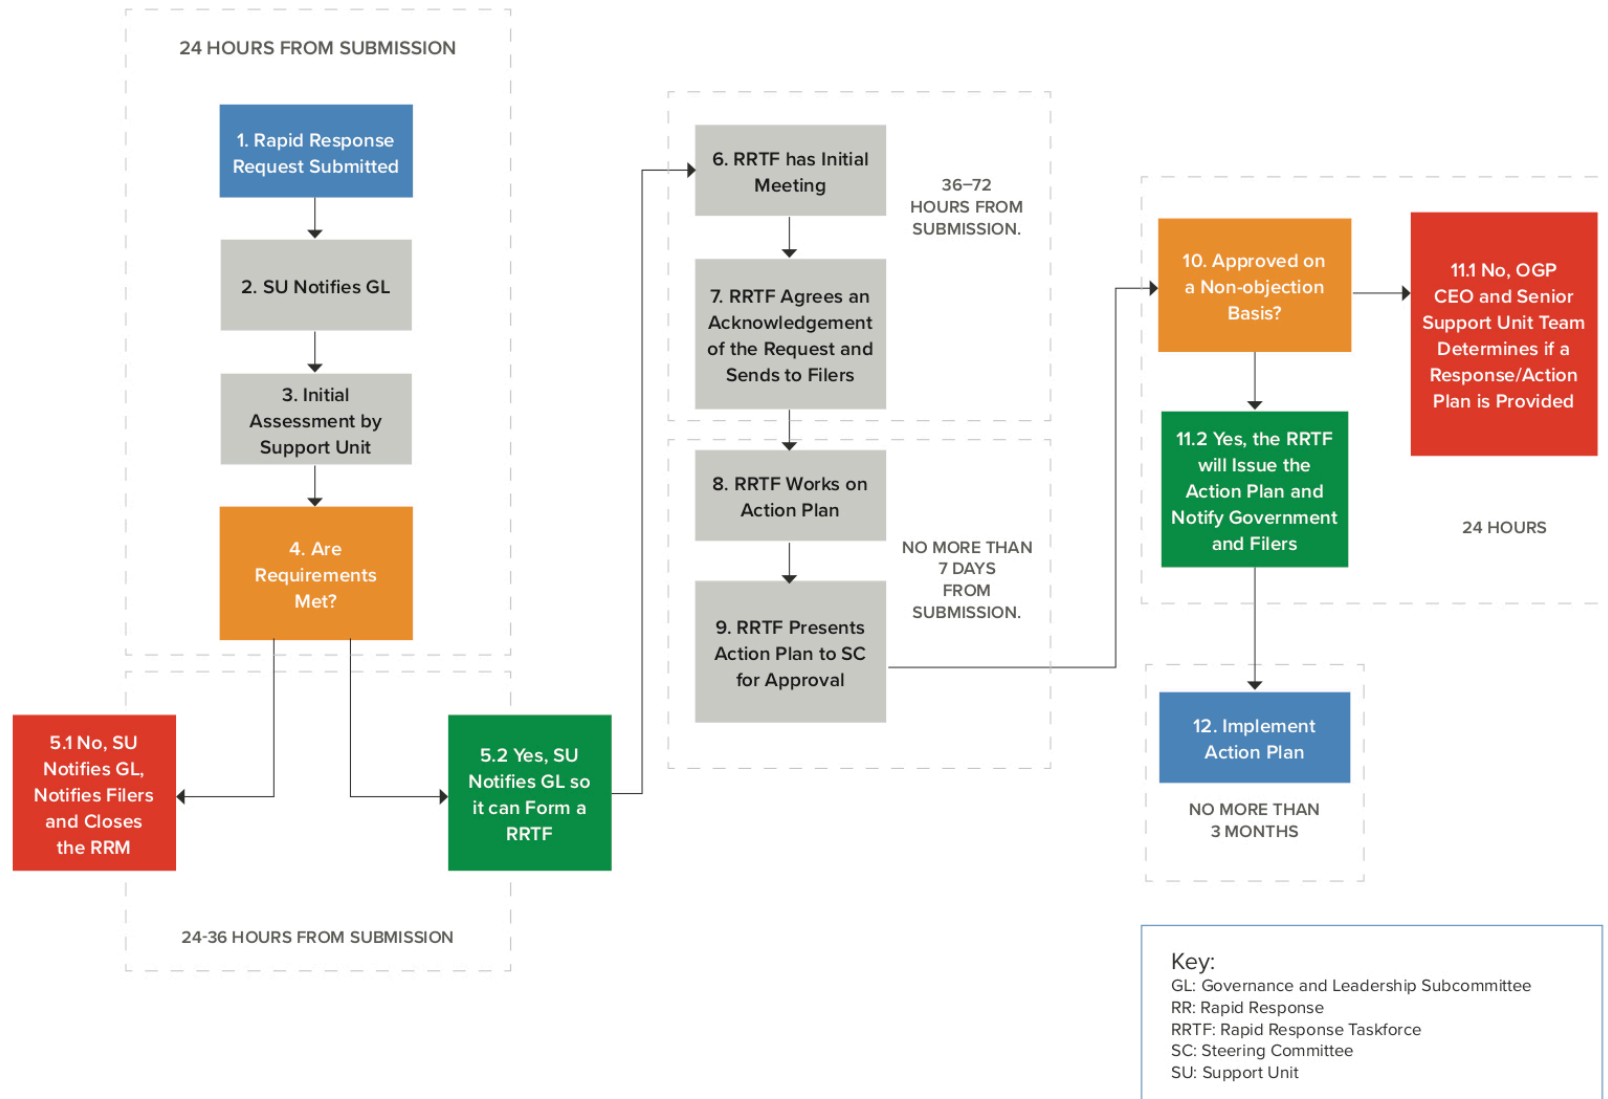 24 HOURS FROM SUBMISSION
1. Rapid Response
Request Submitted
2. SU Notifies GL
3. Initial
Assessment by
Support Unit
4. Are
Requirements
Met?
5.1 No, SU
Notifies GL,
Notifies Filers
and Closes
the RRM
5.2 Yes, SU
Notifies GL so
it can Form a
RRTF
24-36 HOURS FROM SUBMISSION
6. RRTF has Initial
Meeting
36–72
HOURS FROM
SUBMISSION.
7. RRTF Agrees an
Acknowledgement
of the Request and
Sends to Filers
8. RRTF Works on
Action Plan
NO MORE THAN
7 DAYS
FROM
SUBMISSION.
9. RRTF Presents
Action Plan to SC
for Approval
10. Approved on
a Non-objection
Basis?
11.1 No, OGP
CEO and Senior
Support Unit Team
Determines if a
Response/Action
Plan is Provided
11.2 Yes, the RRTF
will Issue the
Action Plan and
Notify Government
and Filers
24 HOURS
12. Implement
Action Plan
NO MORE THAN
3 MONTHS
Key:
GL: Governance and Leadership Subcommittee
RR: Rapid Response
RRTF: Rapid Response Taskforce
SC: Steering Committee
SU: Support Unit